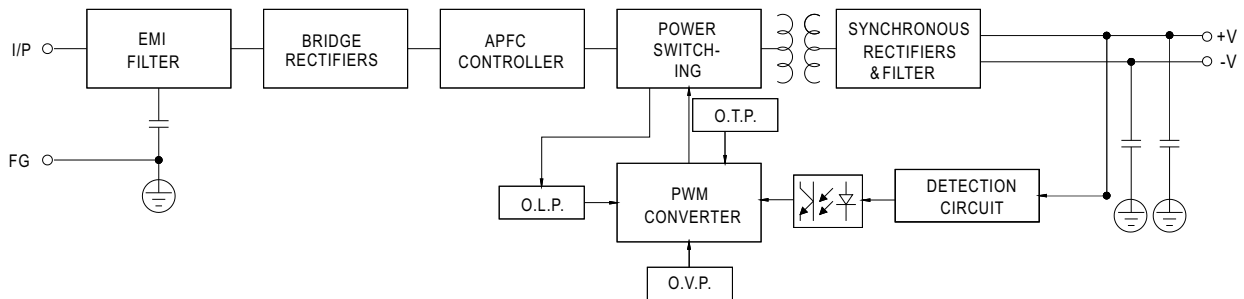 I/P
EMI
FILTER
BRIDGE
RECTIFIERS
APFC
CONTROLLER
POWER
SWITCH-
ING
SYNCHRONOUS
RECTIFIERS
&FILTER
+V
-V
FG
O.T.P.
O.L.P.
PWM
CONVERTER
DETECTION
CIRCUIT
O.V.P.